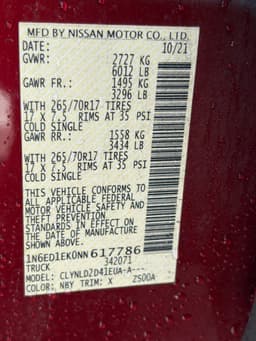 MFD BY NISSAN MOTOR CO., LTD.
DATE: 10/21
GVWR: 2727 KG
6012 LB
GAWR FR.: 1495 KG
3296 LB
WITH 265/70R17 TIRES
17 X 7.5 RIMS AT 35 PSI
COLD SINGLE
GAWR RR.: 1558 KG
3434 LB
WITH 265/70R17 TIRES
17 X 7.5 RIMS AT 35 PSI
COLD SINGLE
THIS VEHICLE CONFORMS TO
ALL APPLICABLE FEDERAL
MOTOR VEHICLE SAFETY
STANDARDS IN EFFECT ON THE
DATE OF MANUFACTURE
SHOWN ABOVE.
1N6ED1EK0NN617786
TRUCK 342071
MODEL: CLYNLDZD41EUA-A---
COLOR: NBY TRIM: X ZS00A